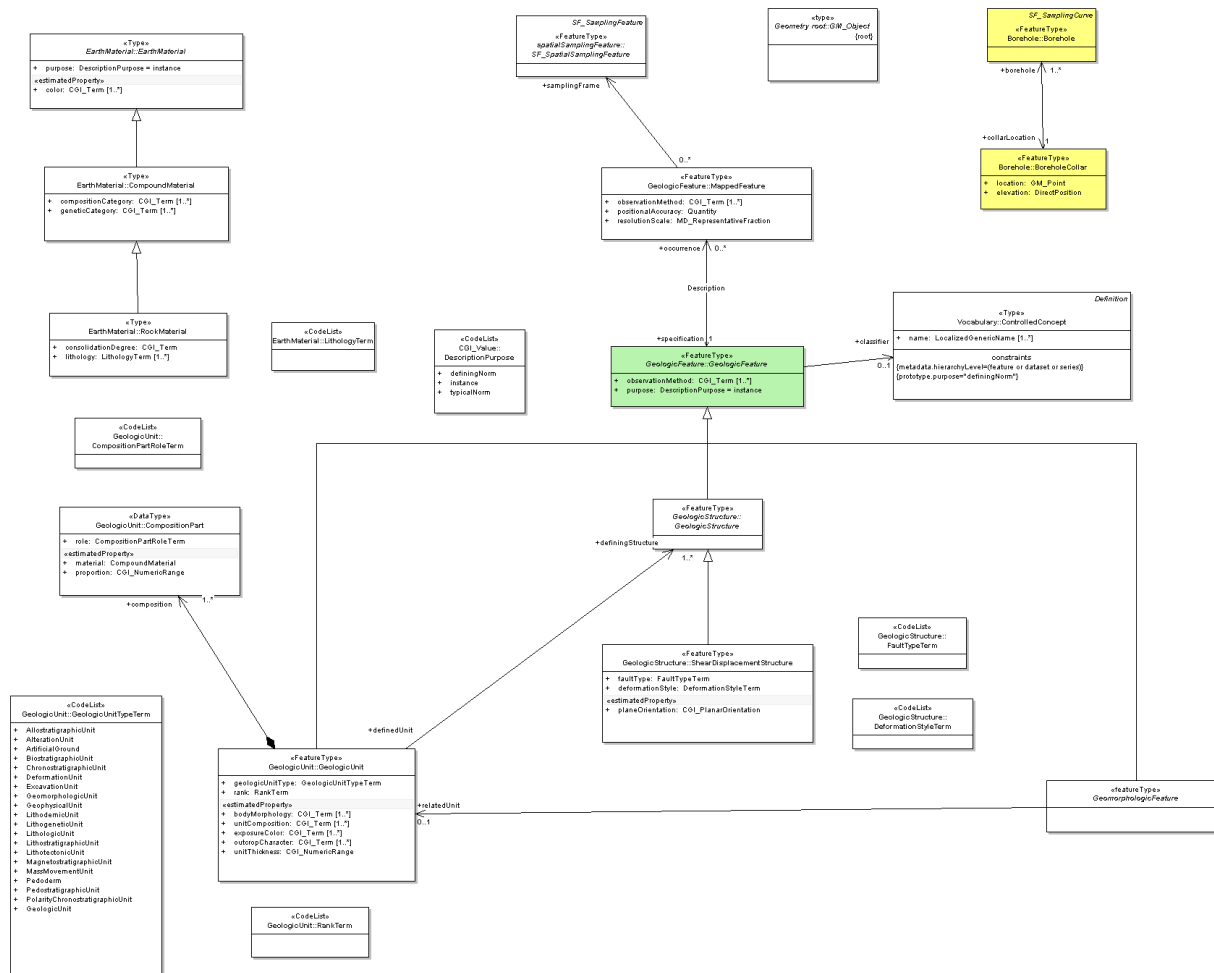 SF_SamplingFeature
«FeatureType»
spatialSamplingFeature::
SF_SpatialSamplingFeature
«type»
Geometry root::GM_Object
{root}
SF_SamplingCurve
«FeatureType»
Borehole::Borehole
+borehole
1..*
+collarLocation
1
«FeatureType»
Borehole::BoreholeCollar
+ location: GM_Point
+ elevation: DirectPosition
«Type»
EarthMaterial::EarthMaterial
+ purpose: DescriptionPurpose = instance
«estimatedProperty»
+ color: CGI_Term [1..*]
«Type»
EarthMaterial::CompoundMaterial
+ compositionCategory: CGI_Term [1..*]
+ geneticCategory: CGI_Term [1..*]
«Type»
EarthMaterial::RockMaterial
+ consolidationDegree: CGI_Term
+ lithology: LithologyTerm [1..*]
+samplingFrame
0..*
«FeatureType»
GeologicFeature::MappedFeature
+ observationMethod: CGI_Term [1..*]
+ positionalAccuracy: Quantity
+ resolutionScale: MD_RepresentativeFraction
+occurrence
0..*
Description
+specification
1
«FeatureType»
GeologicFeature::GeologicFeature
+ observationMethod: CGI_Term [1..*]
+ purpose: DescriptionPurpose = instance
+classifier
0..1
Definition
«Type»
Vocabulary::ControlledConcept
+ name: LocalizedGenericName [1..*]
constraints
{metadata.hierarchyLevel=(feature or dataset or series)}
{prototype.purpose="definingNorm"}
«CodeList»
EarthMaterial::LithologyTerm
«CodeList»
CGI_Value::
DescriptionPurpose
+ definingNorm
+ instance
+ typicalNorm
«CodeList»
GeologicUnit::
CompositionPartRoleTerm
«DataType»
GeologicUnit::CompositionPart
+ role: CompositionPartRoleTerm
«estimatedProperty»
+ material: CompoundMaterial
+ proportion: CGI_NumericRange
+composition
1..*
«FeatureType»
GeologicStructure::
GeologicStructure
+definingStructure
1..*
«FeatureType»
GeologicStructure::ShearDisplacementStructure
+ faultType: FaultTypeTerm
+ deformationStyle: DeformationStyleTerm
«estimatedProperty»
+ planeOrientation: CGI_PlanarOrientation
«CodeList»
GeologicStructure::
FaultTypeTerm
«CodeList»
GeologicStructure::
DeformationStyleTerm
«CodeList»
GeologicUnit::GeologicUnitTypeTerm
+ AllostratigraphicUnit
+ AlterationUnit
+ ArtificialGround
+ BiostratigraphicUnit
+ ChronostratigraphicUnit
+ DeformationUnit
+ ExcavationUnit
+ GeomorphologicUnit
+ GeophysicalUnit
+ LithodemicUnit
+ LithogeneticUnit
+ LithologicUnit
+ LithostratigraphicUnit
+ LithotectonicUnit
+ MagnetostratigraphicUnit
+ MassMovementUnit
+ Pedoderm
+ PedostratigraphicUnit
+ PolarityChronostratigraphicUnit
+ GeologicUnit
+definedUnit
«FeatureType»
GeologicUnit::GeologicUnit
+ geologicUnitType: GeologicUnitTypeTerm
+ rank: RankTerm
«estimatedProperty»
+ bodyMorphology: CGI_Term [1..*]
+ unitComposition: CGI_Term [1..*]
+ exposureColor: CGI_Term [1..*]
+ outcropCharacter: CGI_Term [1..*]
+ unitThickness: CGI_NumericRange
+relatedUnit
0..1
«featureType»
GeomorphologicFeature
«CodeList»
GeologicUnit::RankTerm